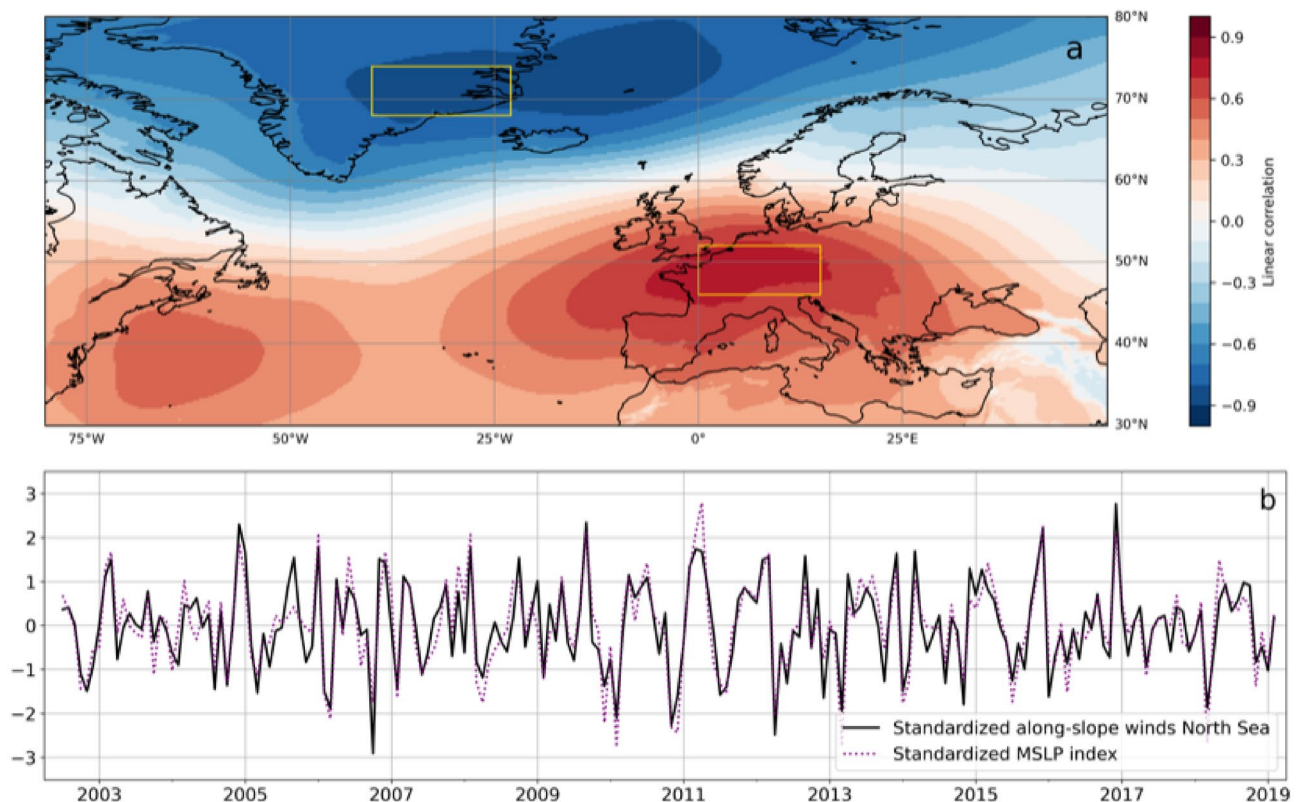 a
80°N
70°N
60°N
50°N
40°N
30°N
75°W 50°W 25°W 0° 25°E
0.9
0.6
0.3
0.0
−0.3
−0.6
−0.9
Linear correlation
b
3
2
1
0
−1
−2
−3
Standardized along-slope winds North Sea
Standardized MSLP index
2003 2005 2007 2009 2011 2013 2015 2017 2019